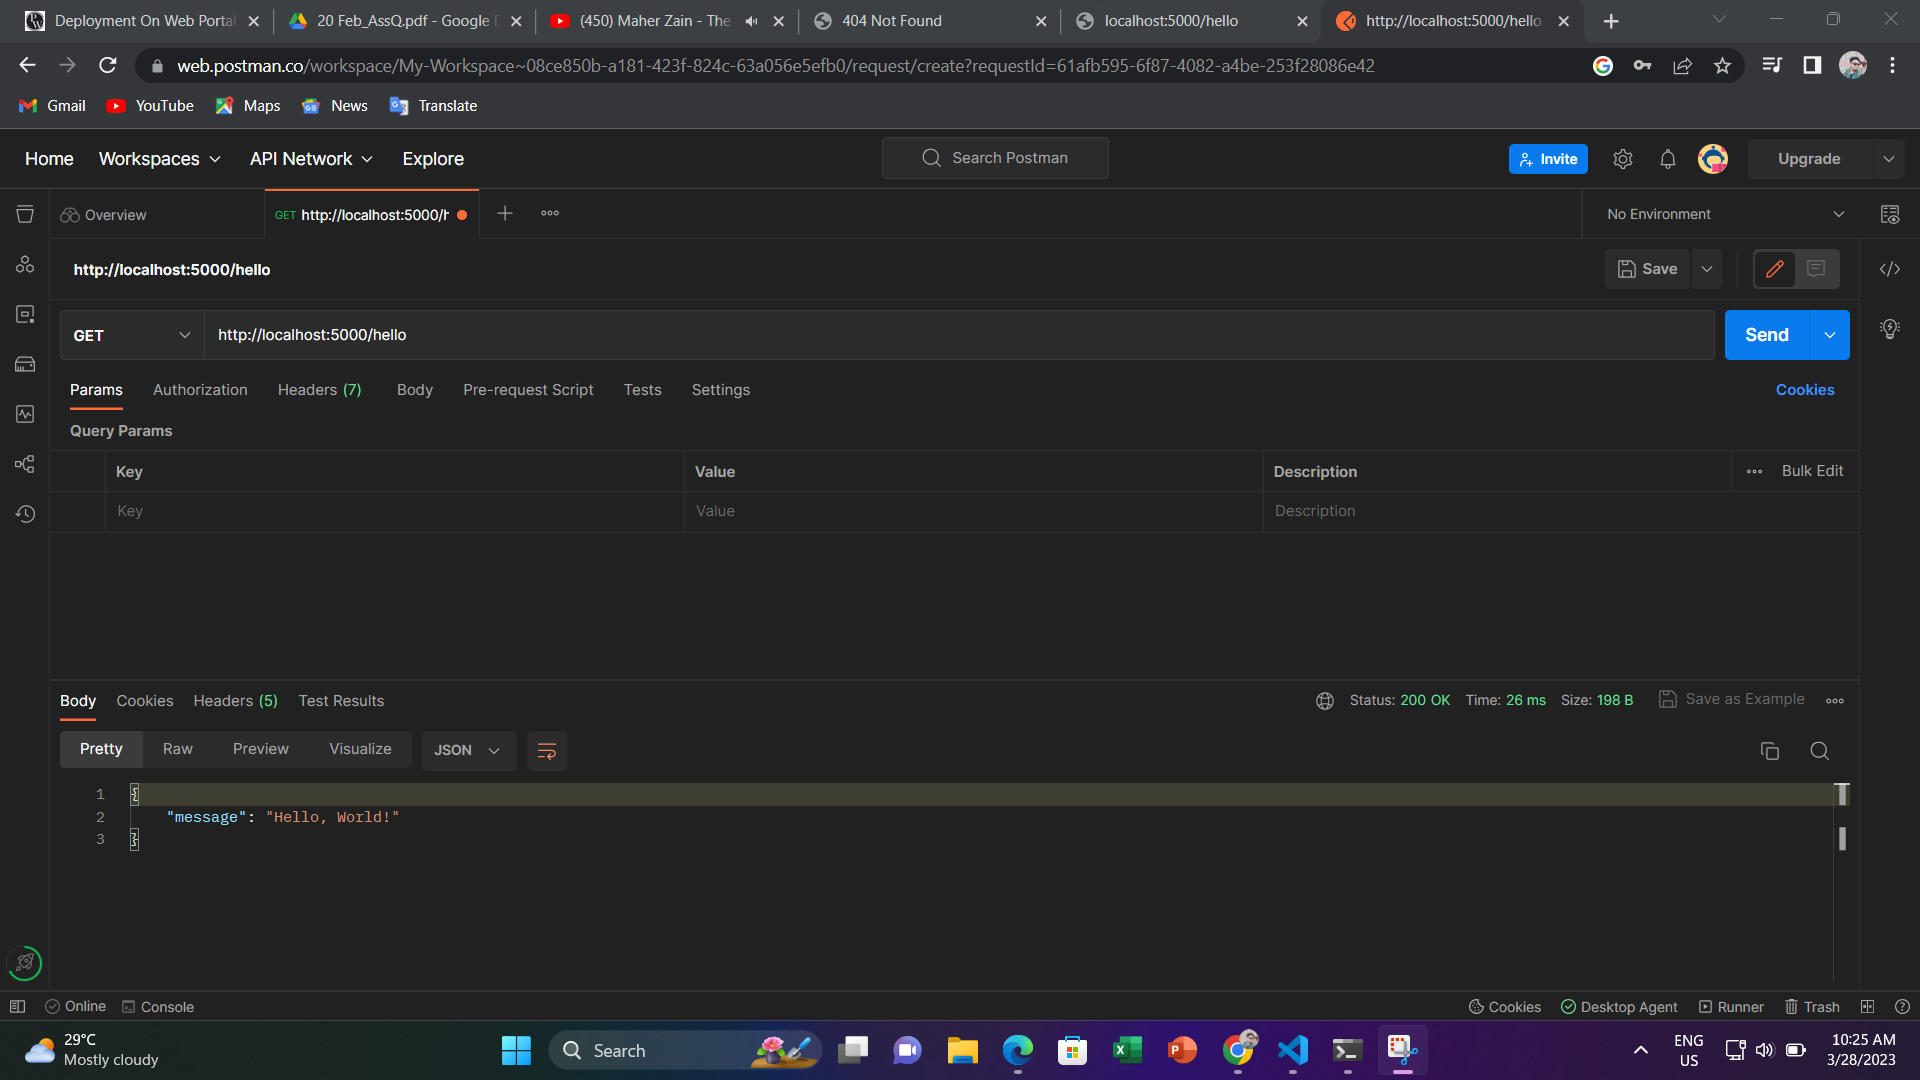 Deployment On Web Portal
20 Feb_AssQ.pdf - Google D
(450) Maher Zain - The
404 Not Found
localhost:5000/hello
http://localhost:5000/hello
web.postman.co/workspace/My-Workspace~08ce850b-a181-423f-824c-63a056e5efb0/request/create?requestId=61afb595-6f87-4082-a4be-253f28086e42
Gmail YouTube Maps News Translate
Home Workspaces API Network Explore Search Postman Invite Upgrade
Overview GET http://localhost:5000/h No Environment
http://localhost:5000/hello Save
GET http://localhost:5000/hello Send
Params Authorization Headers (7) Body Pre-request Script Tests Settings Cookies
Query Params
Key Value Description Bulk Edit
Key Value Description
Body Cookies Headers (5) Test Results Status: 200 OK Time: 26 ms Size: 198 B Save as Example
Pretty Raw Preview Visualize JSON
1 {
2 "message": "Hello, World!"
3 }
Online Console Cookies Desktop Agent Runner Trash
29°C
Mostly cloudy
Search
ENG
US
10:25 AM
3/28/2023